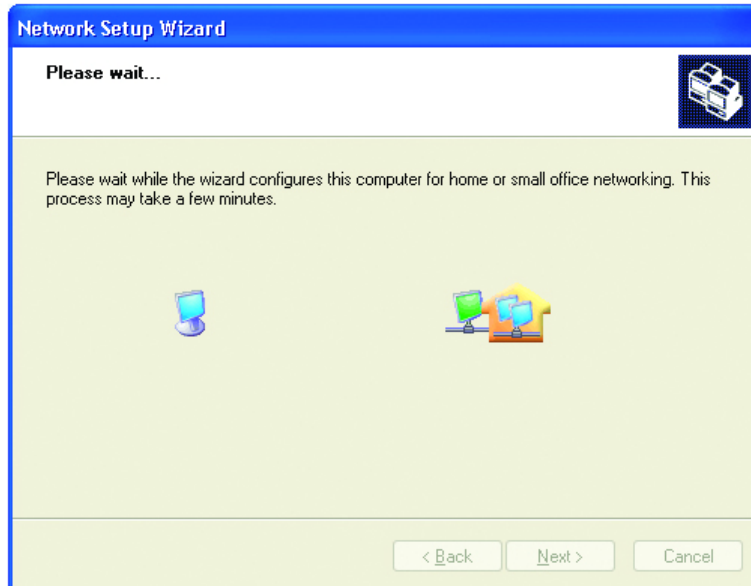 Network Setup Wizard
Please wait...
Please wait while the wizard configures this computer for home or small office networking. This
process may take a few minutes.
< Back Next > Cancel